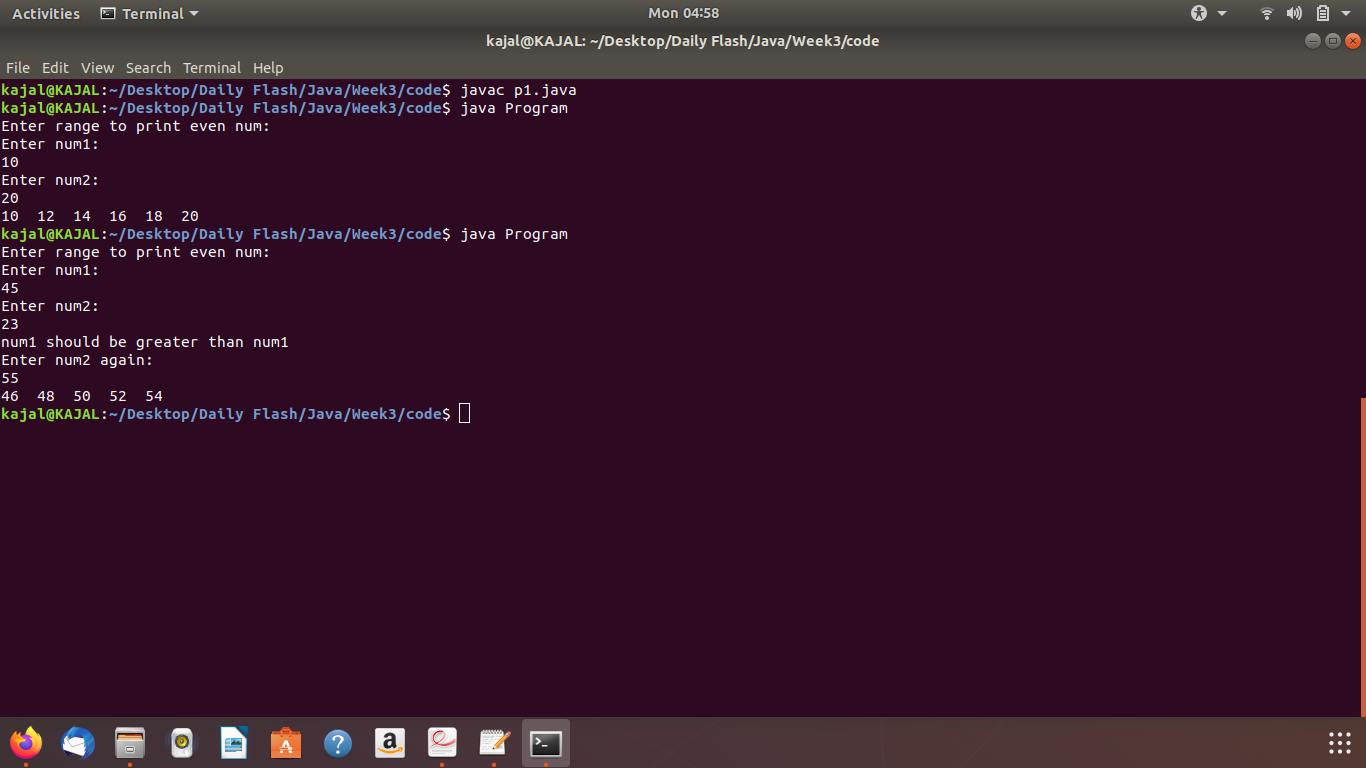 Activities Terminal Mon 04:58
kajal@KAJAL: ~/Desktop/Daily Flash/Java/Week3/code
File Edit View Search Terminal Help
kajal@KAJAL:~/Desktop/Daily Flash/Java/Week3/code$ javac p1.java
kajal@KAJAL:~/Desktop/Daily Flash/Java/Week3/code$ java Program
Enter range to print even num:
Enter num1:
10
Enter num2:
20
10  12  14  16  18  20
kajal@KAJAL:~/Desktop/Daily Flash/Java/Week3/code$ java Program
Enter range to print even num:
Enter num1:
45
Enter num2:
23
num1 should be greater than num1
Enter num2 again:
55
46  48  50  52  54
kajal@KAJAL:~/Desktop/Daily Flash/Java/Week3/code$